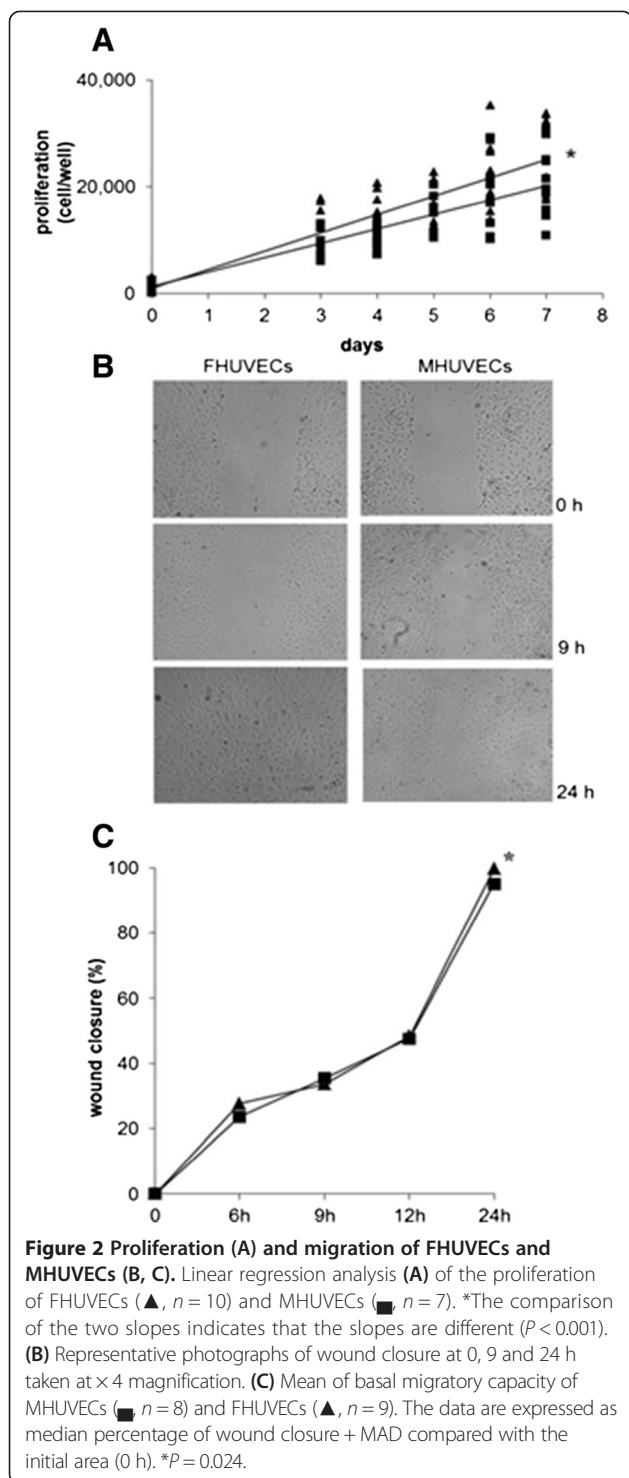 A
40,000
20,000
0
proliferation
(cell/well)
0 1 2 3 4 5 6 7 8
days
*
B
FHUVECs MHUVECs
0 h
9 h
24 h
C
100
80
60
40
20
0
wound closure (%)
0 6h 9h 12h 24h
*
Figure 2 Proliferation (A) and migration of FHUVECs and
MHUVECs (B, C). Linear regression analysis (A) of the proliferation
of FHUVECs (▲, n = 10) and MHUVECs (■, n = 7). *The comparison
of the two slopes indicates that the slopes are different (P < 0.001).
(B) Representative photographs of wound closure at 0, 9 and 24 h
taken at × 4 magnification. (C) Mean of basal migratory capacity of
MHUVECs (■, n = 8) and FHUVECs (▲, n = 9). The data are expressed as
median percentage of wound closure + MAD compared with the
initial area (0 h). *P = 0.024.